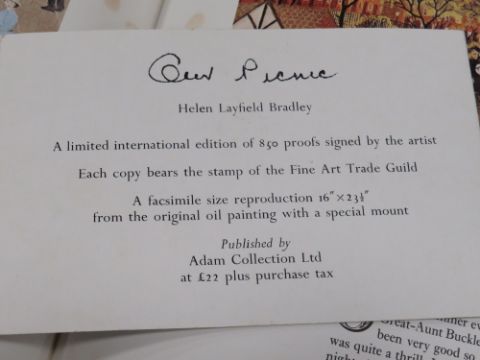 Our Picnic
Helen Layfield Bradley
A limited international edition of 850 proofs signed by the artist
Each copy bears the stamp of the Fine Art Trade Guild
A facsimile size reproduction 16″ × 23½″
from the original oil painting with a special mount
Published by
Adam Collection Ltd
at £22 plus purchase tax
Great-Aunt Buckle
been very good so
was quite a thrill